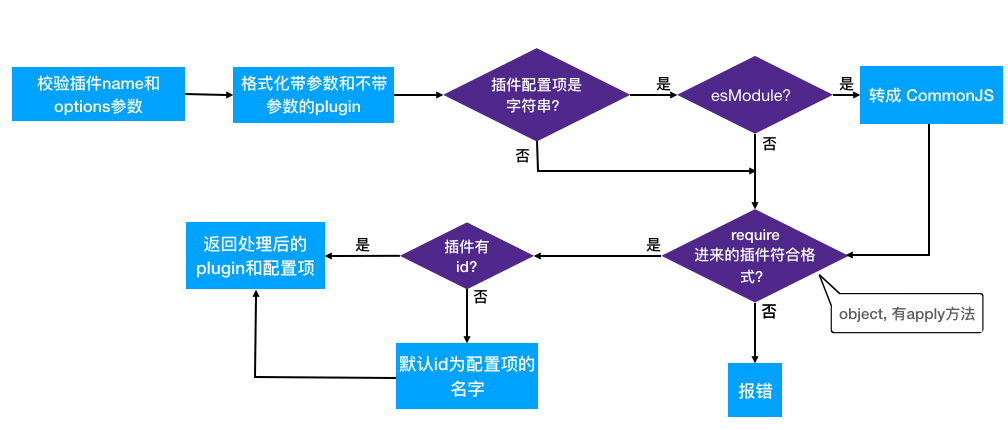 校验插件name和
options参数
格式化带参数和不带
参数的plugin
插件配置项是
字符串?
是
esModule?
是
转成 CommonJS
否
否
返回处理后的
plugin和配置项
是
插件有
id?
是
require
进来的插件符合格
式?
否
否
object, 有apply方法
默认id为配置项的
名字
报错